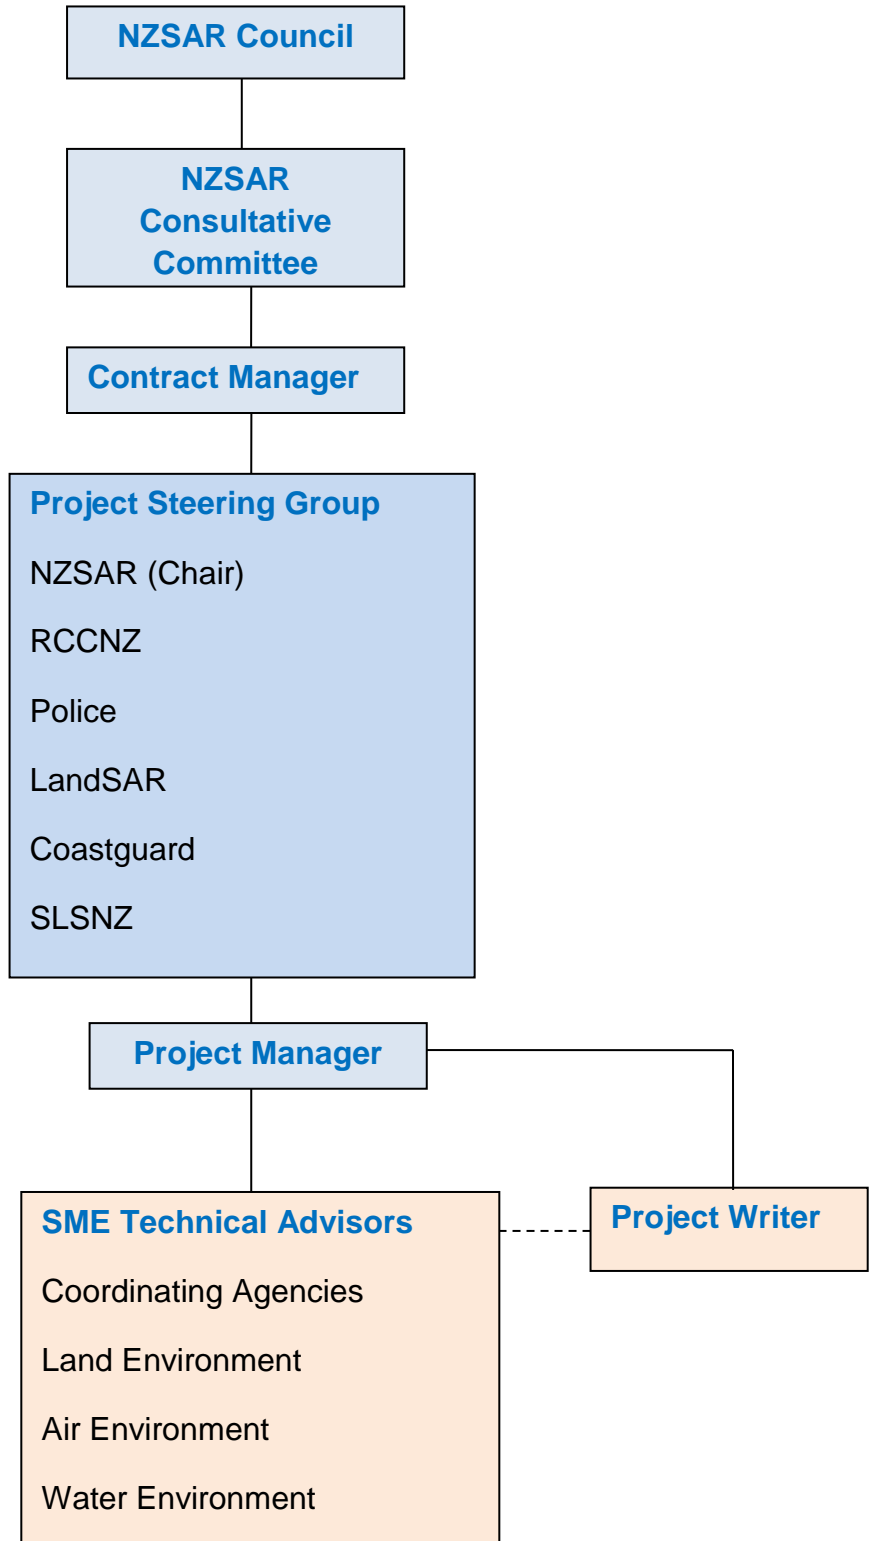 NZSAR Council
NZSAR
Consultative
Committee
Contract Manager
Project Steering Group
NZSAR (Chair)
RCCNZ
Police
LandSAR
Coastguard
SLSNZ
Project Manager
SME Technical Advisors
Coordinating Agencies
Land Environment
Air Environment
Water Environment
Project Writer